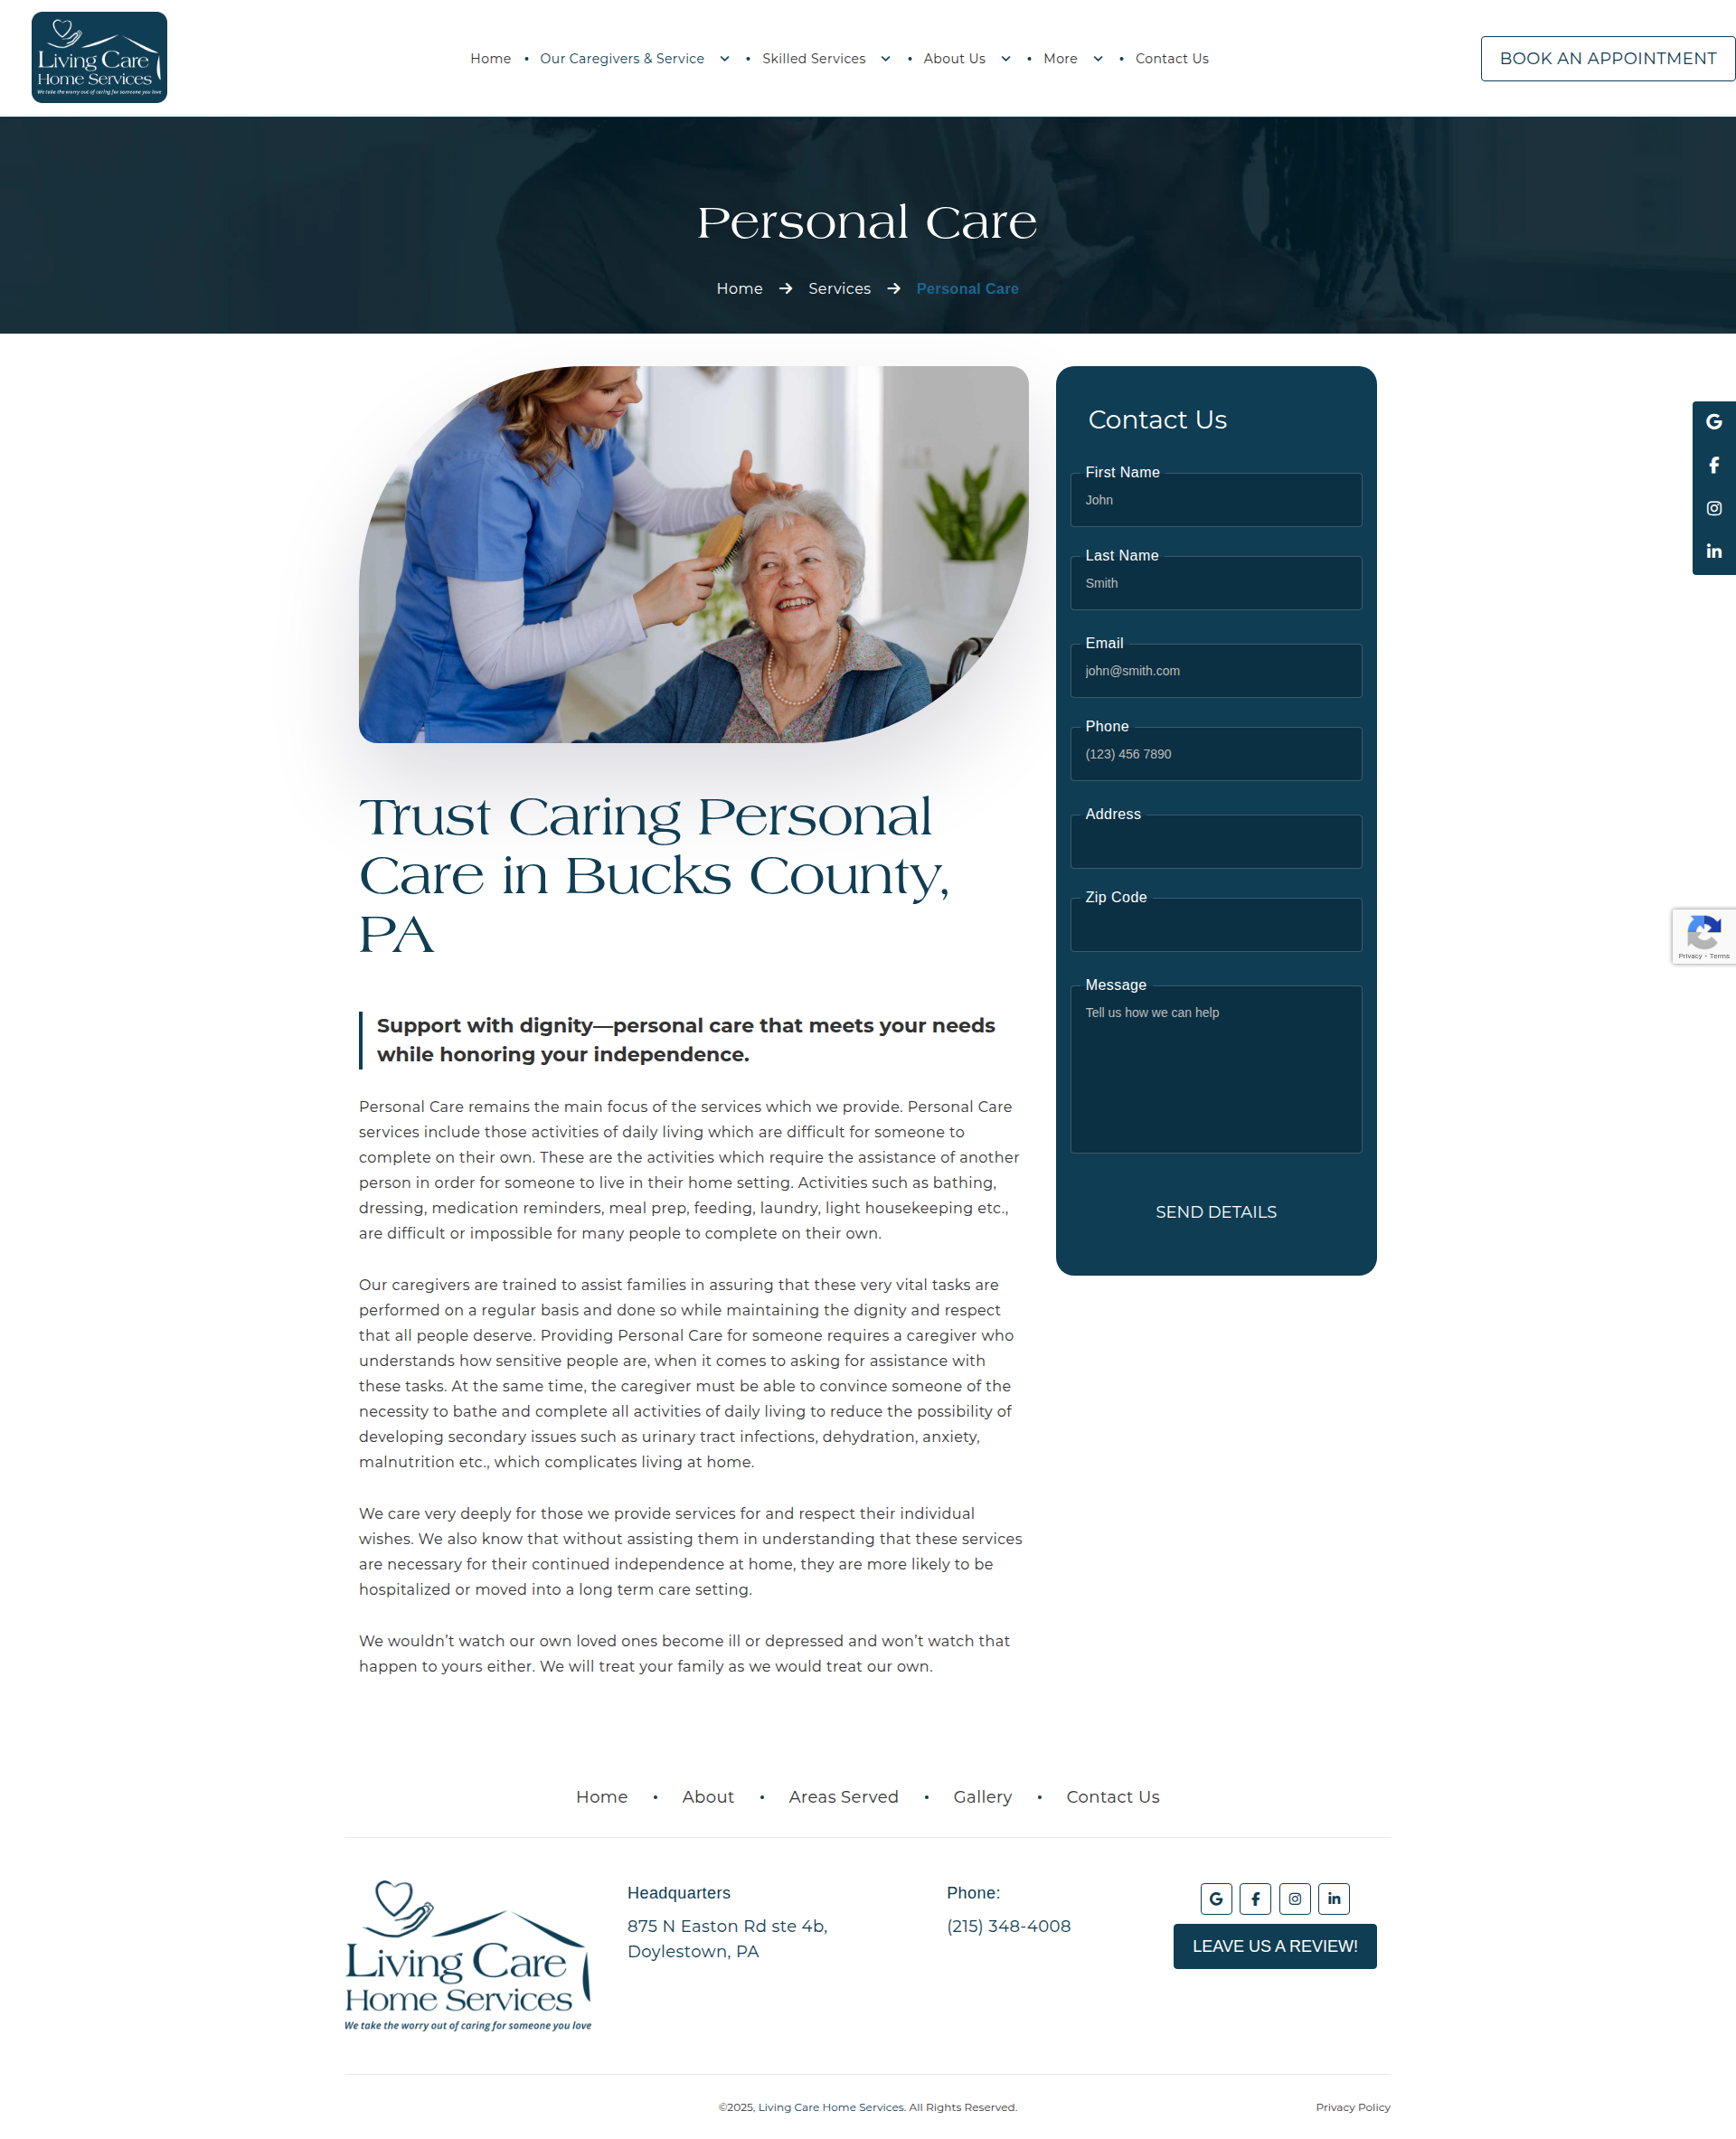 Living Care
Home Services
We take the worry out of caring for someone you love
Home • Our Caregivers & Service • Skilled Services • About Us • More • Contact Us
BOOK AN APPOINTMENT
Personal Care
Home → Services → Personal Care
Contact Us
First Name
John
Last Name
Smith
Email
john@smith.com
Phone
(123) 456 7890
Address
Zip Code
Message
Tell us how we can help
SEND DETAILS
Privacy - Terms
Trust Caring Personal
Care in Bucks County,
PA
Support with dignity—personal care that meets your needs
while honoring your independence.
Personal Care remains the main focus of the services which we provide. Personal Care
services include those activities of daily living which are difficult for someone to
complete on their own. These are the activities which require the assistance of another
person in order for someone to live in their home setting. Activities such as bathing,
dressing, medication reminders, meal prep, feeding, laundry, light housekeeping etc.,
are difficult or impossible for many people to complete on their own.
Our caregivers are trained to assist families in assuring that these very vital tasks are
performed on a regular basis and done so while maintaining the dignity and respect
that all people deserve. Providing Personal Care for someone requires a caregiver who
understands how sensitive people are, when it comes to asking for assistance with
these tasks. At the same time, the caregiver must be able to convince someone of the
necessity to bathe and complete all activities of daily living to reduce the possibility of
developing secondary issues such as urinary tract infections, dehydration, anxiety,
malnutrition etc., which complicates living at home.
We care very deeply for those we provide services for and respect their individual
wishes. We also know that without assisting them in understanding that these services
are necessary for their continued independence at home, they are more likely to be
hospitalized or moved into a long term care setting.
We wouldn’t watch our own loved ones become ill or depressed and won’t watch that
happen to yours either. We will treat your family as we would treat our own.
Home • About • Areas Served • Gallery • Contact Us
Living Care
Home Services
We take the worry out of caring for someone you love
Headquarters
875 N Easton Rd ste 4b,
Doylestown, PA
Phone:
(215) 348-4008
LEAVE US A REVIEW!
©2025, Living Care Home Services. All Rights Reserved.
Privacy Policy